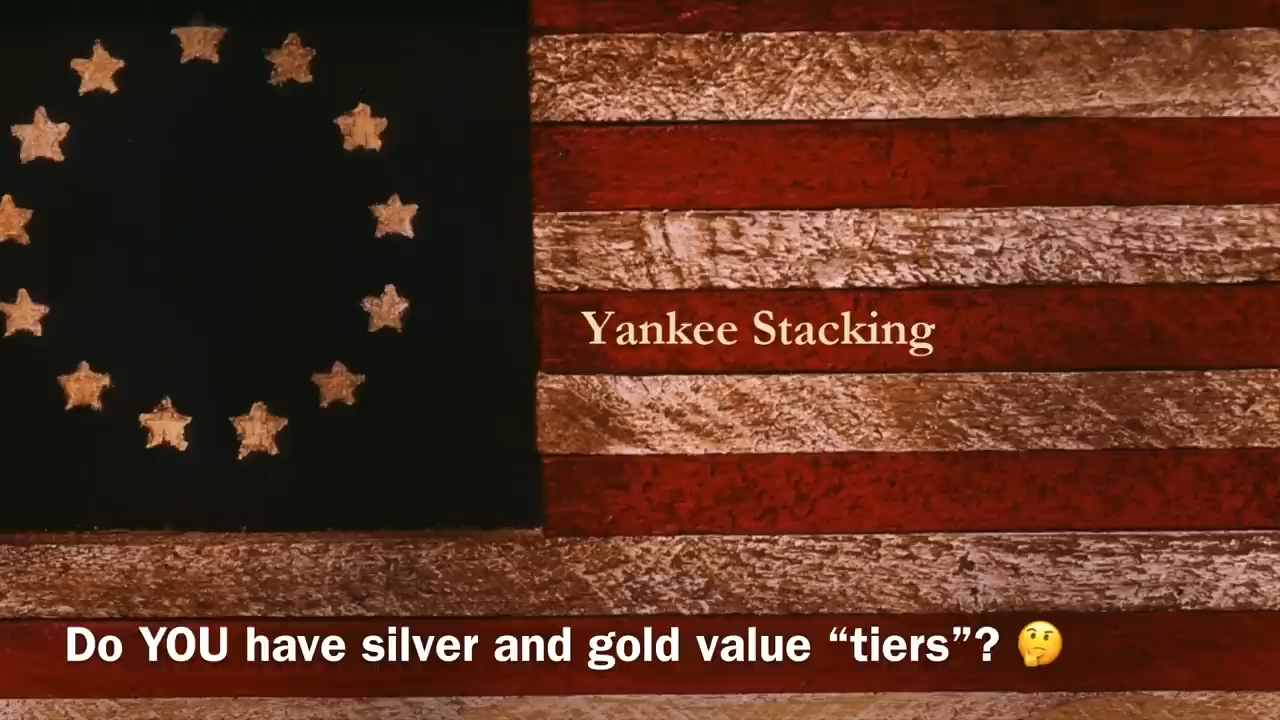 Yankee Stacking
Do YOU have silver and gold value “tiers”? 🤔